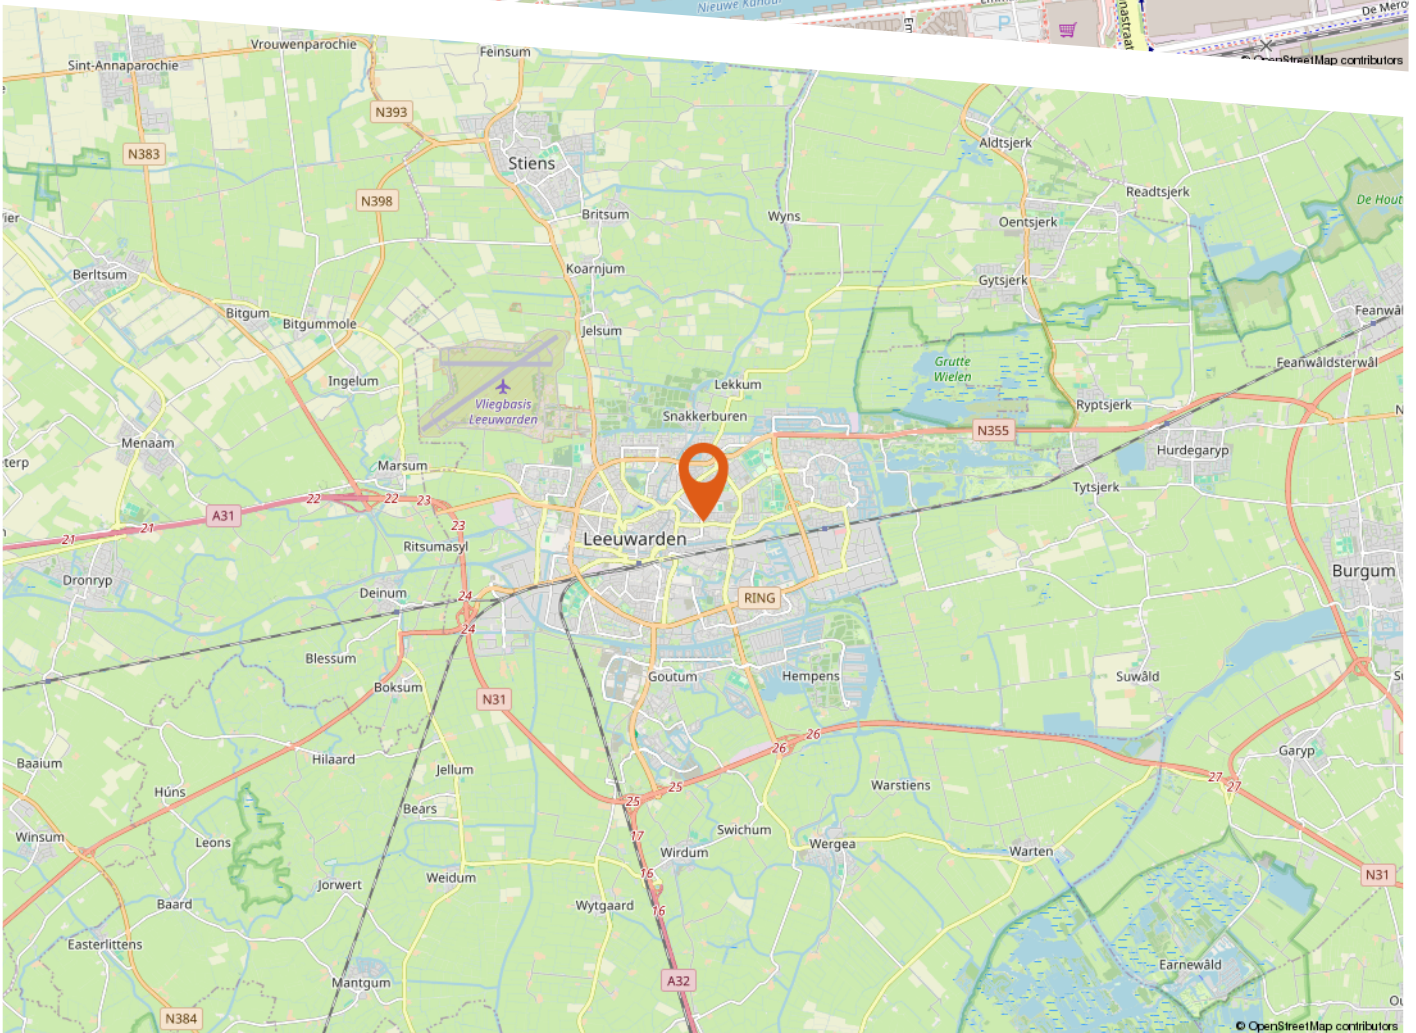 Nieuwe Kanaal
P
De Mero
nastraat
© OpenStreetMap contributors
Vrouwenparochie
Feinsum
Sint-Annaparochie
N393
Aldtsjerk
N383
Stiens
Readtsjerk
N398
De Hout
Britsum
Wyns
Oentsjerk
Koarnjum
Berltsum
Gytsjerk
Bitgum
Bitgummole
Feanwâl
Jelsum
Grutte
Wielen
Feanwâldsterwâl
Ingelum
Lekkum
Vliegbasis
Leeuwarden
Ryptsjerk
Snakkerburen
N355
Menaam
Hurdegaryp
Marsum
Tytsjerk
22
22
23
A31
23
21
21
Leeuwarden
Ritsumasyl
Burgum
Dronryp
Deinum
24
RING
24
Blessum
Goutum
Hempens
Suwâld
Boksum
N31
26
26
Garyp
Hilaard
Baaium
Jellum
27
27
Warstiens
Húns
25
25
Bears
Swichum
17
Winsum
Leons
Wirdum
Wergea
Warten
16
N31
Weidum
Jorwert
Baard
Wytgaard
16
Easterlittens
Earnewâld
Mantgum
A32
N384
© OpenStreetMap contributors